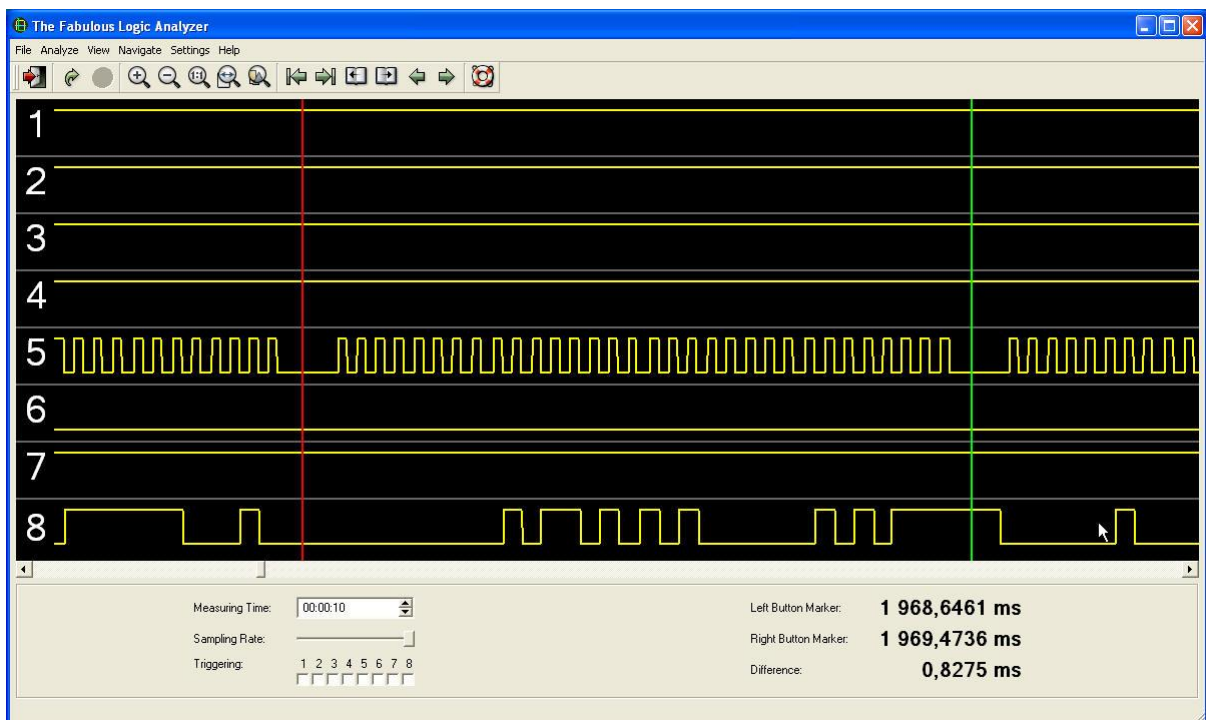 The Fabulous Logic Analyzer
File Analyze View Navigate Settings Help
1:1
1
2
3
4
5
6
7
8
Measuring Time: 00:00:10
Sampling Rate:
Triggering: 1 2 3 4 5 6 7 8
Left Button Marker: 1 968,6461 ms
Right Button Marker: 1 969,4736 ms
Difference: 0,8275 ms